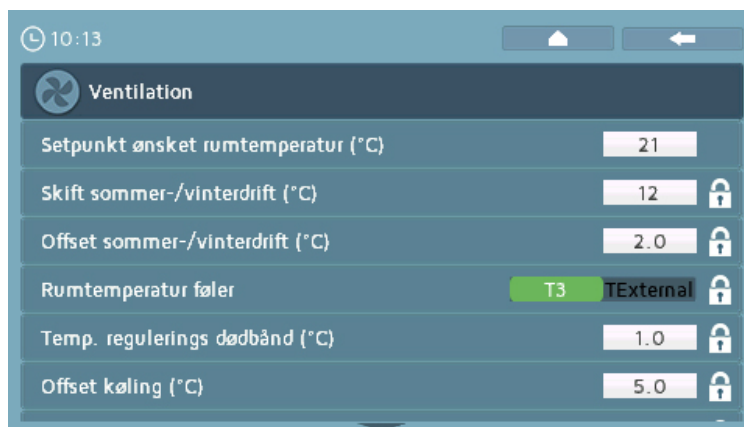 10:13
Ventilation
Setpunkt ønsket rumtemperatur (°C) 21
Skift sommer-/vinterdrift (°C) 12
Offset sommer-/vinterdrift (°C) 2.0
Rumtemperatur føler T3 TExternal
Temp. regulerings dødbånd (°C) 1.0
Offset køling (°C) 5.0